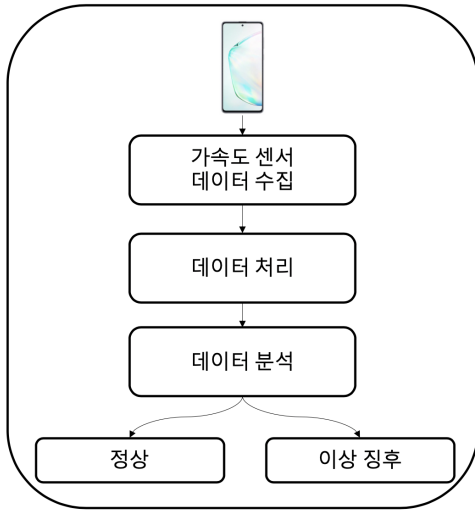 가속도 센서
데이터 수집
데이터 처리
데이터 분석
정상
이상 징후